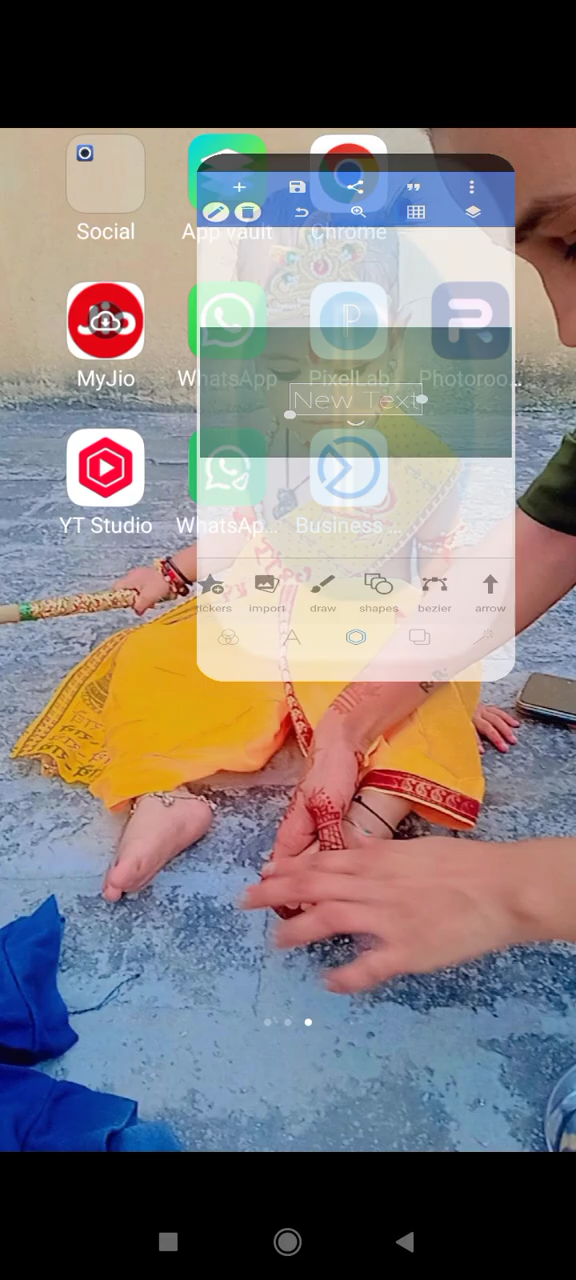 Social
App vault
Chrome
MyJio
WhatsApp
PixelLab
Photoroo...
New Text
YT Studio
WhatsAp...
Business ...
ickers
import
draw
shapes
bezier
arrow